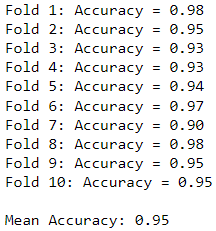 Fold 1: Accuracy = 0.98
Fold 2: Accuracy = 0.95
Fold 3: Accuracy = 0.93
Fold 4: Accuracy = 0.93
Fold 5: Accuracy = 0.94
Fold 6: Accuracy = 0.97
Fold 7: Accuracy = 0.90
Fold 8: Accuracy = 0.98
Fold 9: Accuracy = 0.95
Fold 10: Accuracy = 0.95
Mean Accuracy: 0.95